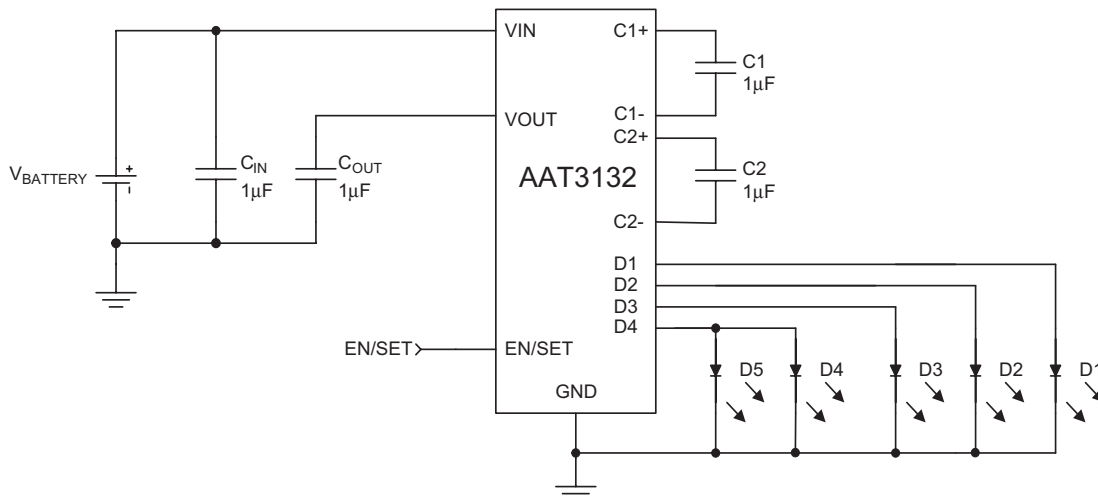 VIN
C1+
C1
1μF
VOUT
C1-
C2+
AAT3132
C2
1μF
C2-
V_BATTERY
+
-
C_IN
1μF
C_OUT
1μF
D1
D2
D3
D4
EN/SET
EN/SET
GND
D5
D4
D3
D2
D1